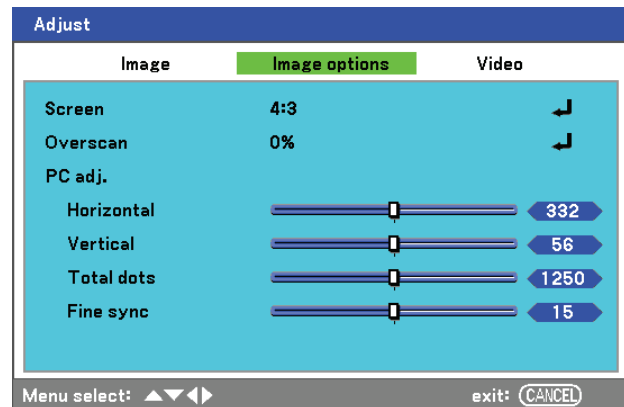 Adjust
Image Image options Video
Screen 4:3
Overscan 0%
PC adj.
Horizontal 332
Vertical 56
Total dots 1250
Fine sync 15
Menu select: ▲▼◀▶ exit: CANCEL